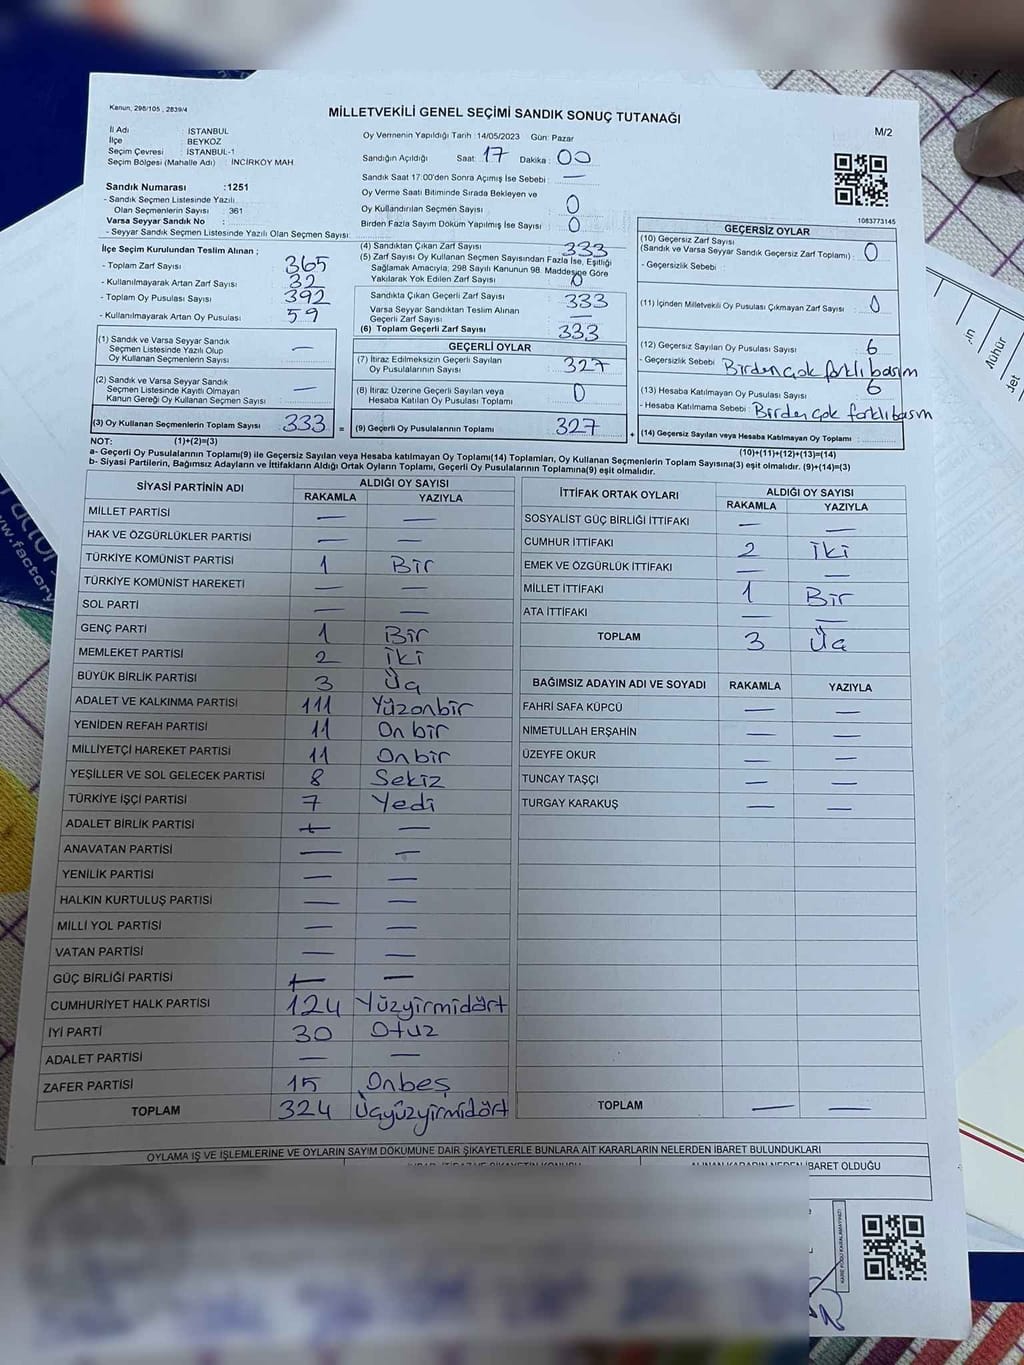 Kanun, 298/105 , 2839/4
MİLLETVEKİLİ GENEL SEÇİMİ SANDIK SONUÇ TUTANAĞI
M/2
İl Adı : İSTANBUL
İlçe : BEYKOZ
Seçim Çevresi : İSTANBUL-1
Seçim Bölgesi (Mahalle Adı) : İNCİRKÖY MAH
Sandık Numarası :1251
- Sandık Seçmen Listesinde Yazılı
Olan Seçmenlerin Sayısı : 361
Varsa Seyyar Sandık No :
- Seyyar Sandık Seçmen Listesinde Yazılı Olan Seçmen Sayısı:
Oy Vermenin Yapıldığı Tarih :14/05/2023 Gün: Pazar
Sandığın Açıldığı Saat: 17 Dakika : 00
Sandık Saat 17:00'den Sonra Açımış İse Sebebi : —
Oy Verme Saati Bitiminde Sırada Bekleyen ve
Oy Kullandırılan Seçmen Sayısı : 0
Birden Fazla Sayım Döküm Yapılmış İse Sayısı : 0
1083773145
İlçe Seçim Kurulundan Teslim Alınan ;
- Toplam Zarf Sayısı : 365
- Kullanılmayarak Artan Zarf Sayısı : 32
- Toplam Oy Pusulası Sayısı : 392
- Kullanılmayarak Artan Oy Pusulası : 59
(1) Sandık ve Varsa Seyyar Sandık
Seçmen Listesinde Yazılı Olup
Oy Kullanan Seçmenlerin Sayısı : —
(2) Sandık ve Varsa Seyyar Sandık
Seçmen Listesinde Kayıtlı Olmayan
Kanun Gereği Oy Kullanan Seçmen Sayısı : —
(3) Oy Kullanan Seçmenlerin Toplam Sayısı : 333 =
(4) Sandıktan Çıkan Zarf Sayısı : 333
(5) Zarf Sayısı Oy Kullanan Seçmen Sayısından Fazla İse, Eşitliği
Sağlamak Amacıyla, 298 Sayılı Kanunun 98. Maddesine Göre
Yakılarak Yok Edilen Zarf Sayısı : 0
Sandıkta Çıkan Geçerli Zarf Sayısı : 333
Varsa Seyyar Sandıktan Teslim Alınan
Geçerli Zarf Sayısı : —
(6) Toplam Geçerli Zarf Sayısı : 333
GEÇERLİ OYLAR
(7) İtiraz Edilmeksizin Geçerli Sayılan
Oy Pusulalarının Sayısı : 327
(8) İtiraz Üzerine Geçerli Sayılan veya
Hesaba Katılan Oy Pusulası Toplamı : 0
(9) Geçerli Oy Pusulalarının Toplamı : 327 +
GEÇERSİZ OYLAR
(10) Geçersiz Zarf Sayısı
(Sandık ve Varsa Seyyar Sandık Geçersiz Zarf Toplamı) : 0
- Geçersizlik Sebebi :
(11) İçinden Milletvekili Oy Pusulası Çıkmayan Zarf Sayısı : 0
(12) Geçersiz Sayılan Oy Pusulası Sayısı : 6
- Geçersizlik Sebebi : Birden çok farklı basım
(13) Hesaba Katılmayan Oy Pusulası Sayısı : 6
- Hesaba Katılmama Sebebi : Birden çok farklı basım
(14) Geçersiz Sayılan veya Hesaba Katılmayan Oy Toplamı :
NOT: (1)+(2)=(3)
(10)+(11)+(12)+(13)=(14)
a- Geçerli Oy Pusulalarının Toplamı(9) ile Geçersiz Sayılan veya Hesaba Katılmayan Oy Toplamı(14) Toplamları, Oy Kullanan Seçmenlerin Toplam Sayısına(3) eşit olmalıdır. (9)+(14)=(3)
b- Siyasi Partilerin, Bağımsız Adayların ve İttifakların Aldığı Ortak Oyların Toplamı, Geçerli Oy Pusulalarının Toplamına(9) eşit olmalıdır.
SİYASİ PARTİNİN ADI
ALDIĞI OY SAYISI
RAKAMLA YAZIYLA
MİLLET PARTİSİ — —
HAK VE ÖZGÜRLÜKLER PARTİSİ — —
TÜRKİYE KOMÜNİST PARTİSİ 1 Bir
TÜRKİYE KOMÜNİST HAREKETİ — —
SOL PARTİ — —
GENÇ PARTİ 1 Bir
MEMLEKET PARTİSİ 2 İki
BÜYÜK BİRLİK PARTİSİ 3 Üç
ADALET VE KALKINMA PARTİSİ 111 Yüzonbir
YENİDEN REFAH PARTİSİ 11 On bir
MİLLİYETÇİ HAREKET PARTİSİ 11 Onbir
YEŞİLLER VE SOL GELECEK PARTİSİ 8 Sekiz
TÜRKİYE İŞÇİ PARTİSİ 7 Yedi
ADALET BİRLİK PARTİSİ — —
ANAVATAN PARTİSİ — —
YENİLİK PARTİSİ — —
HALKIN KURTULUŞ PARTİSİ — —
MİLLİ YOL PARTİSİ — —
VATAN PARTİSİ — —
GÜÇ BİRLİĞİ PARTİSİ — —
CUMHURİYET HALK PARTİSİ 124 Yüzyirmidört
İYİ PARTİ 30 Otuz
ADALET PARTİSİ — —
ZAFER PARTİSİ 15 Onbeş
TOPLAM 324 Üçyüzyirmidört
İTTİFAK ORTAK OYLARI
ALDIĞI OY SAYISI
RAKAMLA YAZIYLA
SOSYALİST GÜÇ BİRLİĞİ İTTİFAKI — —
CUMHUR İTTİFAKI 2 İki
EMEK VE ÖZGÜRLÜK İTTİFAKI — —
MİLLET İTTİFAKI 1 Bir
ATA İTTİFAKI — —
TOPLAM 3 Üç
BAĞIMSIZ ADAYIN ADI VE SOYADI RAKAMLA YAZIYLA
FAHRİ SAFA KÜPCÜ — —
NİMETULLAH ERŞAHİN — —
ÜZEYFE OKUR — —
TUNCAY TAŞÇI — —
TURGAY KARAKUŞ — —
TOPLAM — —
OYLAMA İŞ VE İŞLEMLERİNE VE OYLARIN SAYIM DÖKÜMÜNE DAİR ŞİKAYETLERLE BUNLARA AİT KARARLARIN NELERDEN İBARET BULUNDUKLARI
İBARET OLDUĞU
Mühür